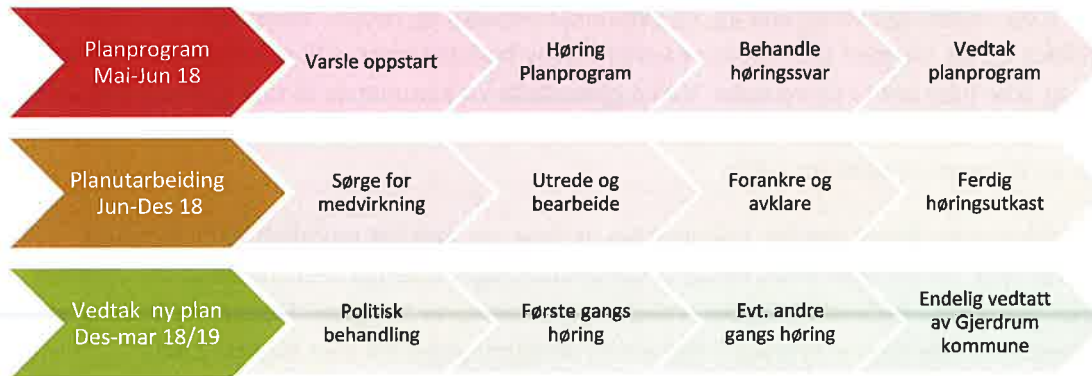 Planprogram
Mai-Jun 18
Varsle oppstart
Høring
Planprogram
Behandle
høringssvar
Vedtak
planprogram
Planutarbeiding
Jun-Des 18
Sørge for
medvirkning
Utrede og
bearbeide
Forankre og
avklare
Ferdig
høringsutkast
Vedtak ny plan
Des-mar 18/19
Politisk
behandling
Første gangs
høring
Evt. andre
gangs høring
Endelig vedtatt
av Gjerdrum
kommune